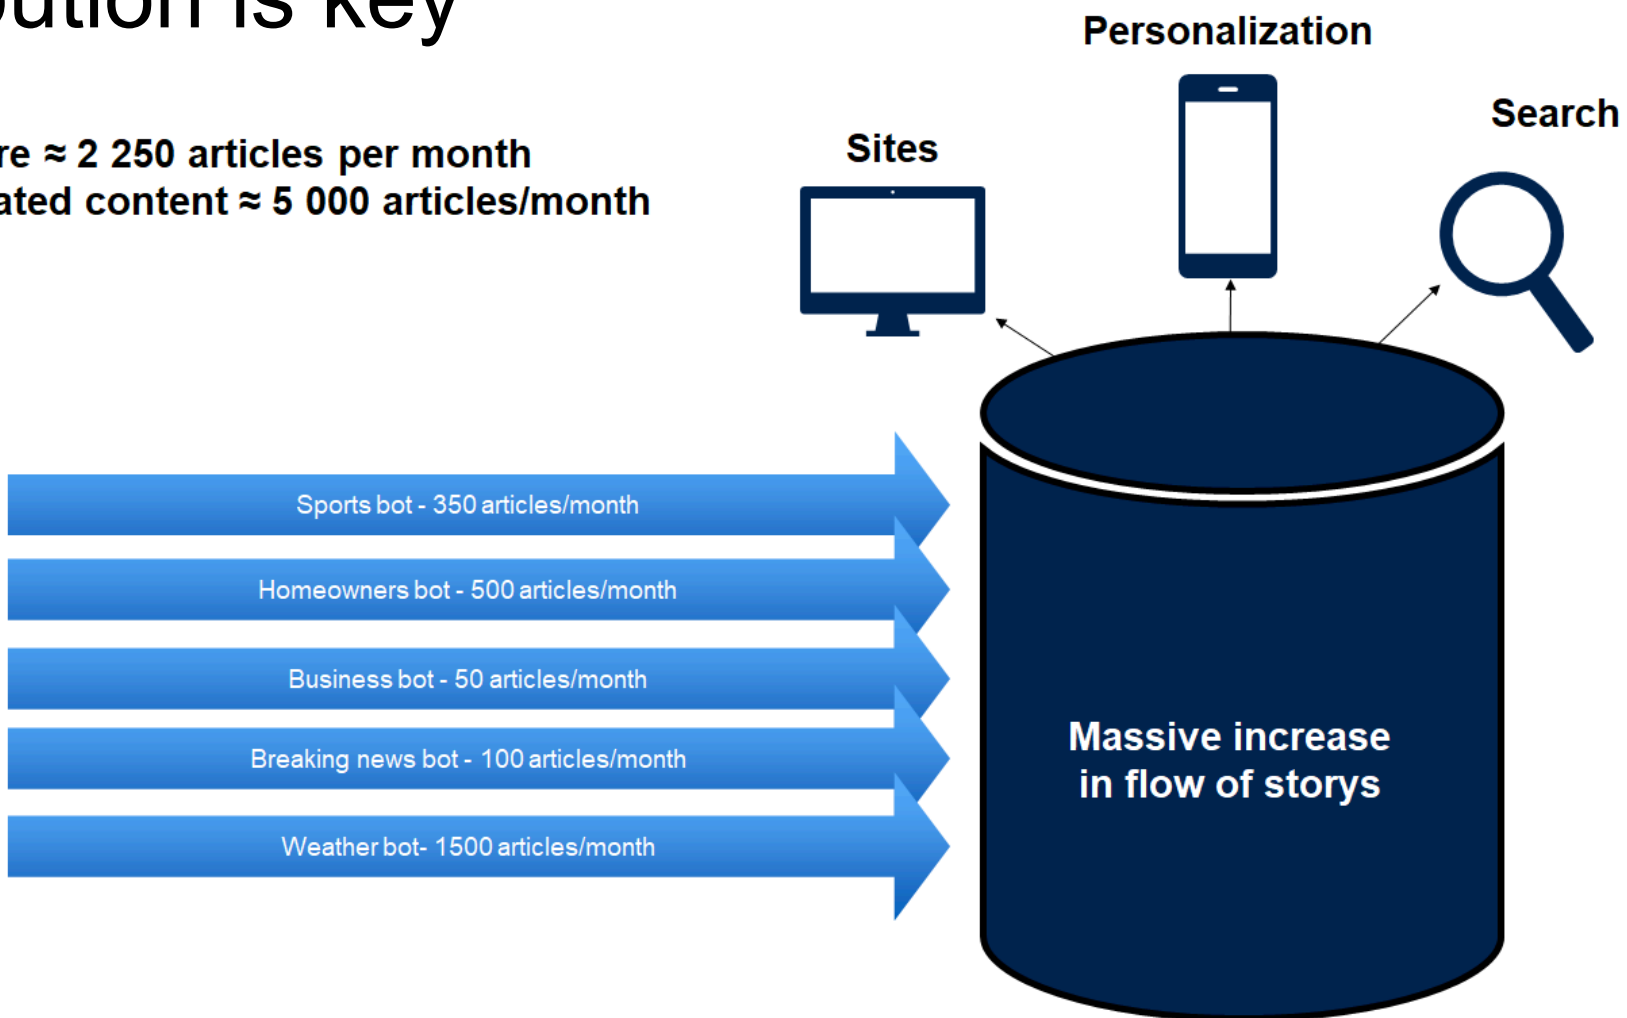 bution is key
re ≈ 2 250 articles per month
ated content ≈ 5 000 articles/month
Personalization
Search
Sites
Sports bot - 350 articles/month
Homeowners bot - 500 articles/month
Business bot - 50 articles/month
Breaking news bot - 100 articles/month
Weather bot- 1500 articles/month
Massive increase
in flow of storys